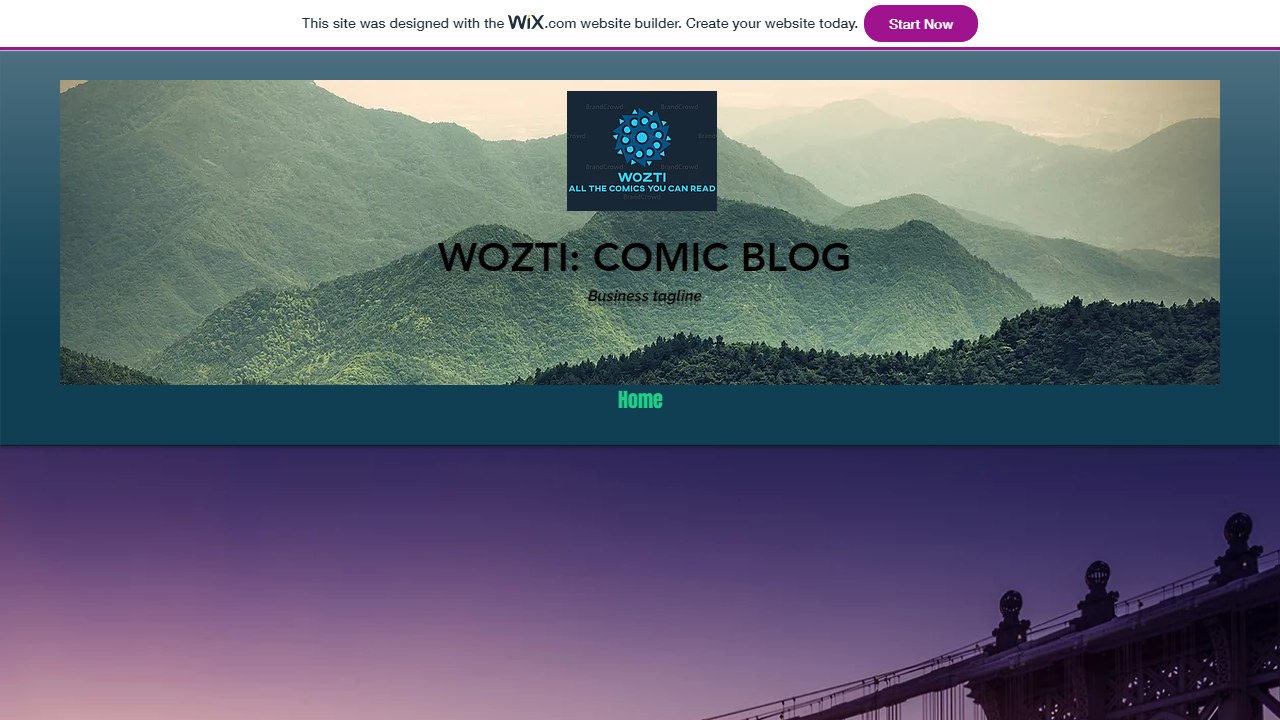 This site was designed with the WiX.com website builder. Create your website today.
Start Now
BrandCrowd BrandCrowd
BrandCrowd BrandCrowd
WOZTI
ALL THE COMICS YOU CAN READ
BrandCrowd
WOZTI: COMIC BLOG
Business tagline
Home